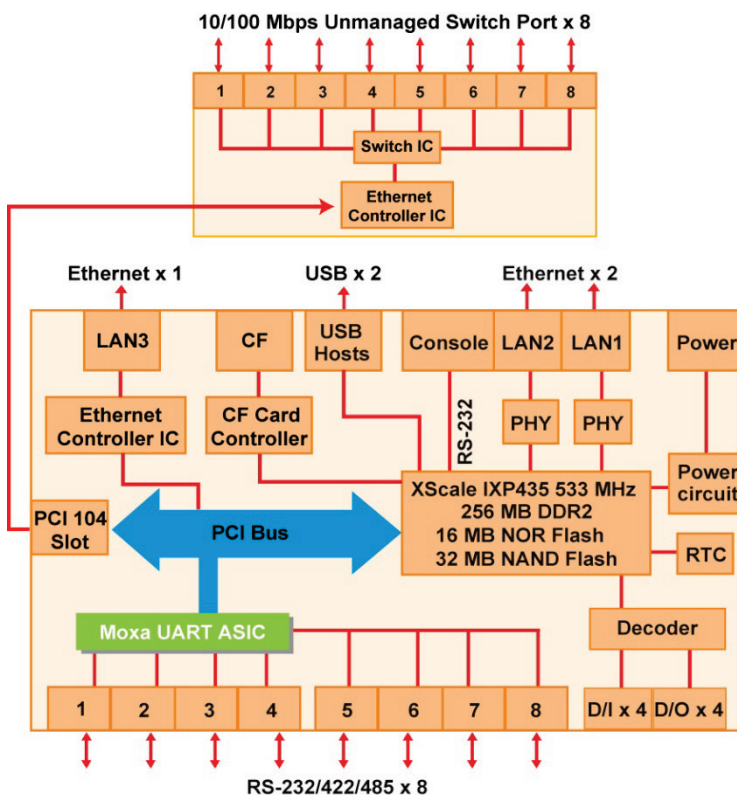 10/100 Mbps Unmanaged Switch Port x 8
1 2 3 4 5 6 7 8
Switch IC
Ethernet
Controller IC
Ethernet x 1
USB x 2
Ethernet x 2
LAN3
CF
USB
Hosts
Console
LAN2
LAN1
Power
Ethernet
Controller IC
CF Card
Controller
RS-232
PHY
PHY
Power
circuit
PCI 104
Slot
PCI Bus
XScale IXP435 533 MHz
256 MB DDR2
16 MB NOR Flash
32 MB NAND Flash
RTC
Moxa UART ASIC
Decoder
1 2 3 4 5 6 7 8
D/I x 4
D/O x 4
RS-232/422/485 x 8